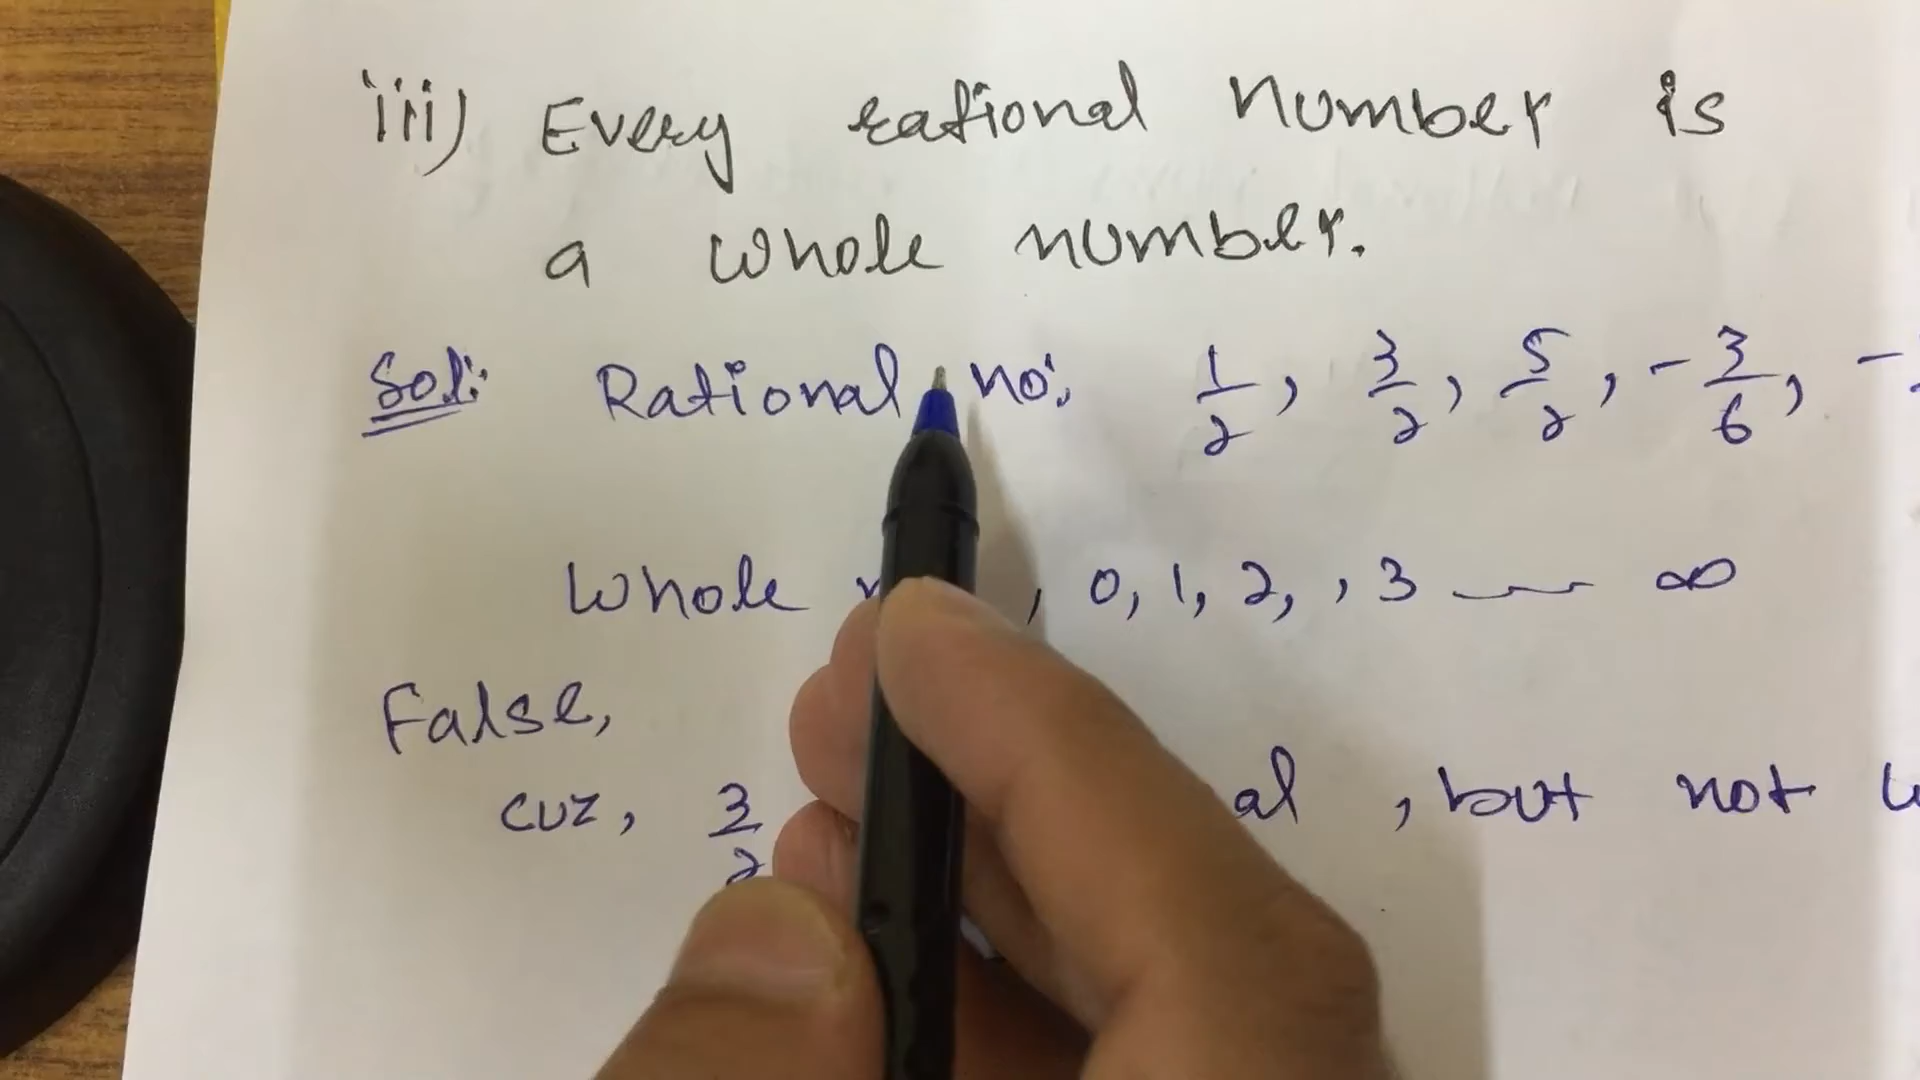 iii) Every rational number is
a whole number.
Sol: Rational no: 1/2, 3/2, 5/2, -3/6, -
Whole , 0, 1, 2, , 3 — ∞
False,
cuz, 3/2 , but not